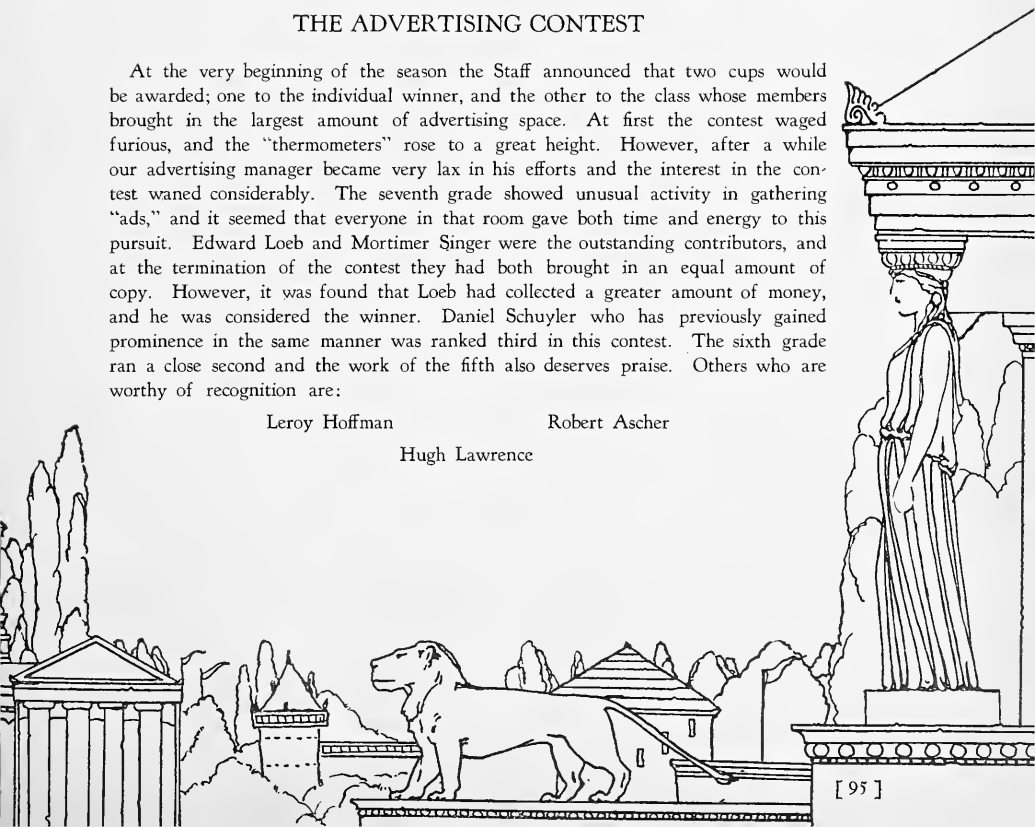 THE ADVERTISING CONTEST
At the very beginning of the season the Staff announced that two cups would
be awarded; one to the individual winner, and the other to the class whose members
brought in the largest amount of advertising space. At first the contest waged
furious, and the "thermometers" rose to a great height. However, after a while
our advertising manager became very lax in his efforts and the interest in the con-
test waned considerably. The seventh grade showed unusual activity in gathering
"ads," and it seemed that everyone in that room gave both time and energy to this
pursuit. Edward Loeb and Mortimer Singer were the outstanding contributors, and
at the termination of the contest they had both brought in an equal amount of
copy. However, it was found that Loeb had collected a greater amount of money,
and he was considered the winner. Daniel Schuyler who has previously gained
prominence in the same manner was ranked third in this contest. The sixth grade
ran a close second and the work of the fifth also deserves praise. Others who are
worthy of recognition are:
Leroy Hoffman Robert Ascher
Hugh Lawrence
[ 95 ]